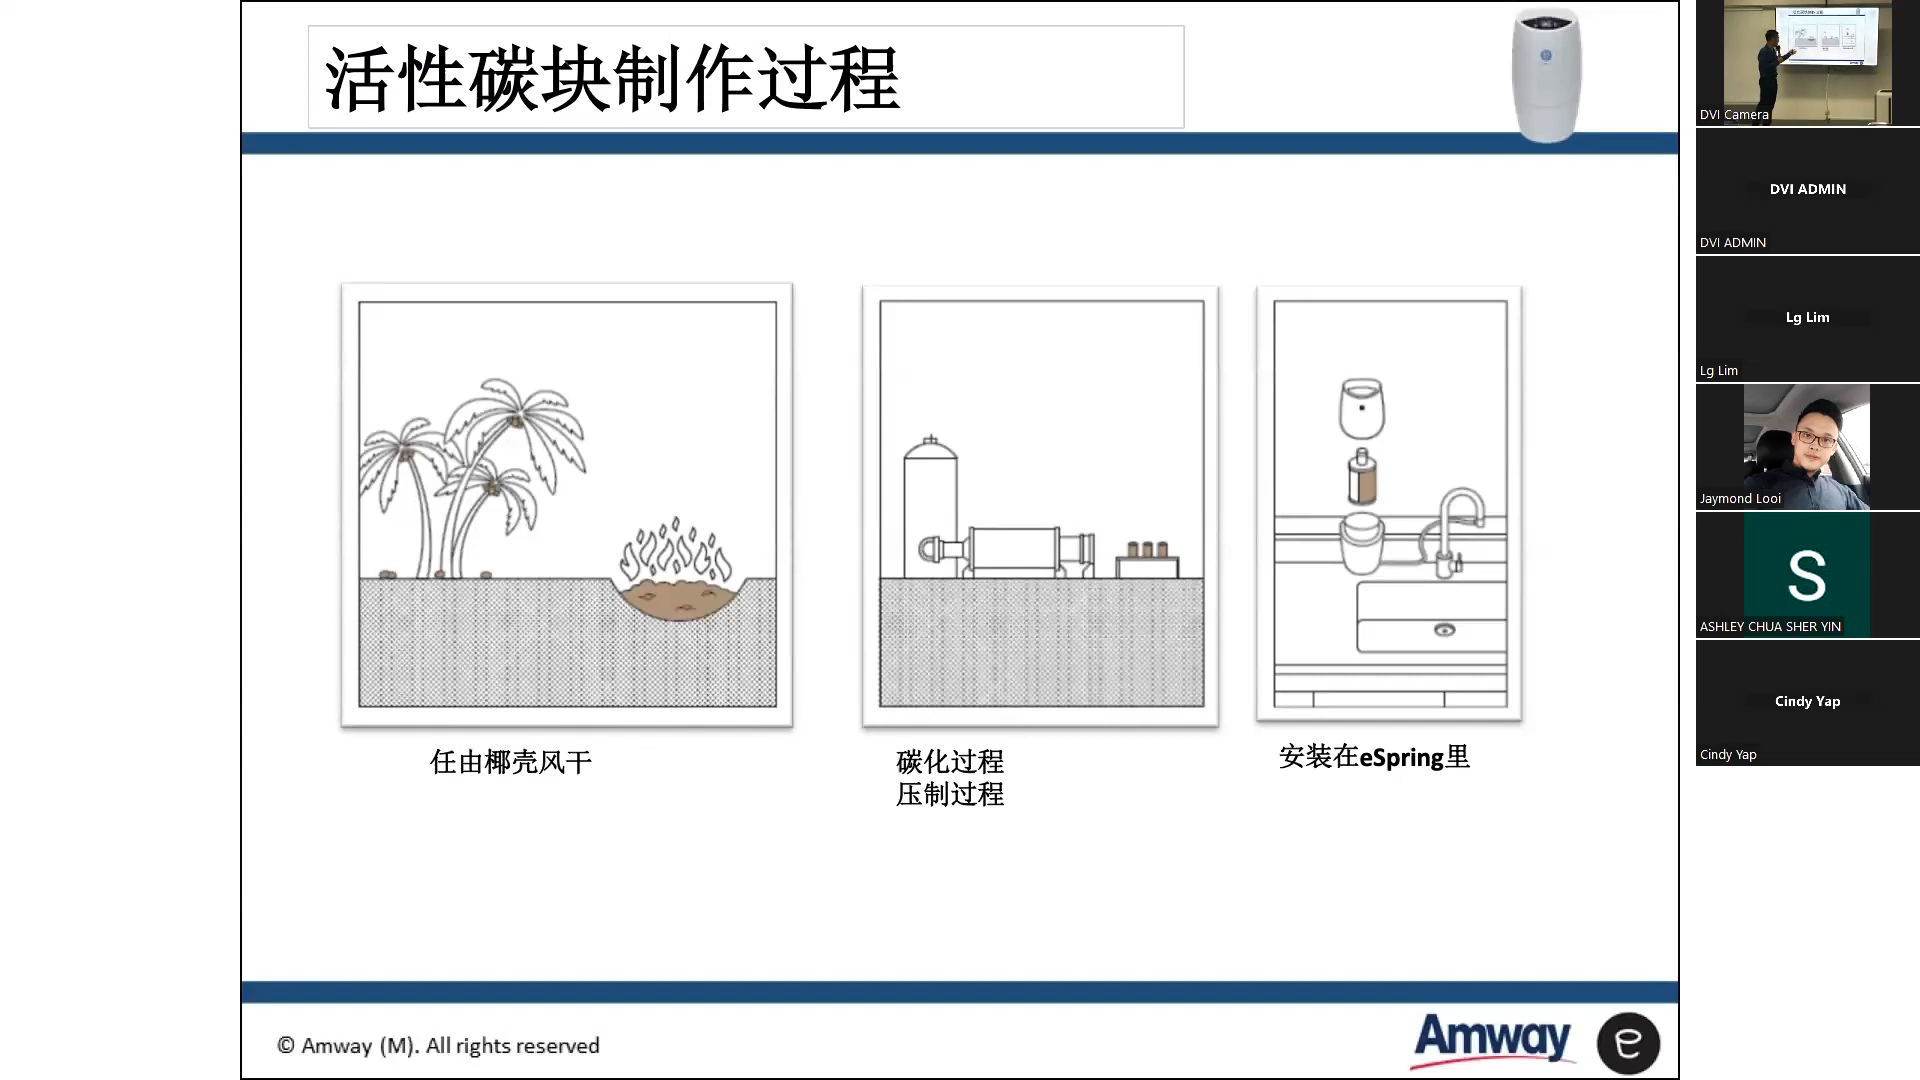 活性碳块制作过程
任由椰壳风干
碳化过程
压制过程
安装在eSpring里
© Amway (M). All rights reserved
Amway
e
DVI Camera
DVI ADMIN
DVI ADMIN
Lg Lim
Lg Lim
Jaymond Looi
S
ASHLEY CHUA SHER YIN
Cindy Yap
Cindy Yap